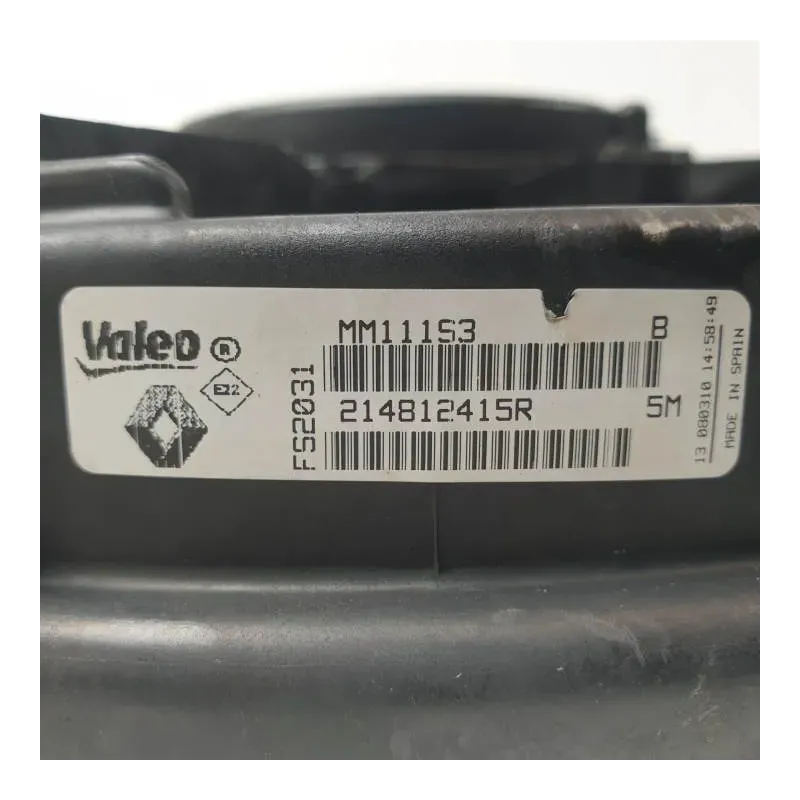 Valeo ®
MM111S3 B
E2
FS2031
214812415R 5M
13 080310 14:58:49
MADE IN SPAIN